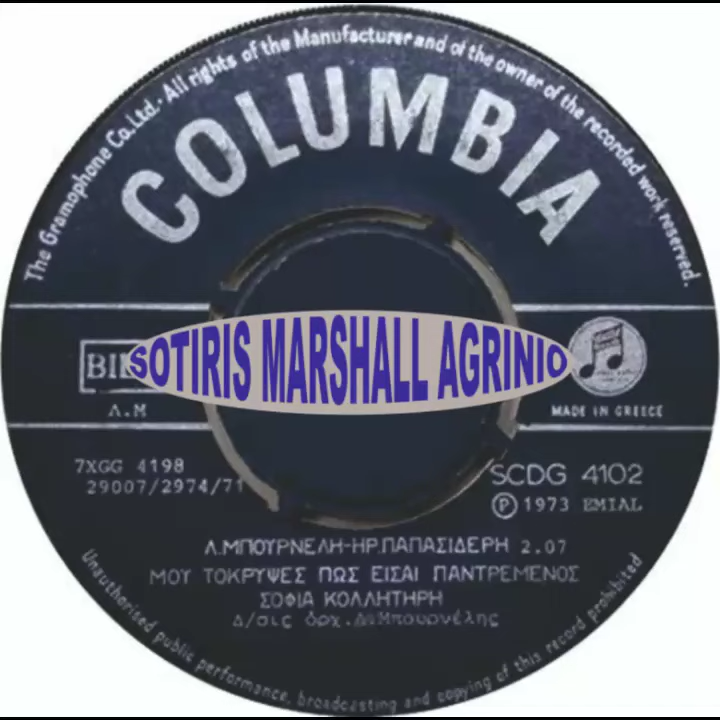 The Gramophone Co. Ltd. · All rights of the Manufacturer and of the owner of the recorded work reserved.
COLUMBIA
SOTIRIS MARSHALL AGRINIO
Λ.Μ
MADE IN GREECE
7XGG 4198
29007/2974/71
SCDG 4102
Ⓟ 1973 EMIAL
Λ.ΜΠΟΥΡΝΕΛΗ-ΗΡ.ΠΑΠΑΣΙΔΕΡΗ 2.07
ΜΟΥ ΤΟΚΡΥΨΕΣ ΠΩΣ ΕΙΣΑΙ ΠΑΝΤΡΕΜΕΝΟΣ
ΣΟΦΙΑ ΚΟΛΛΗΤΗΡΗ
Δ/σις ὀρχ. Μπουρνέλης
Unauthorised public performance, broadcasting and copying of this record prohibited